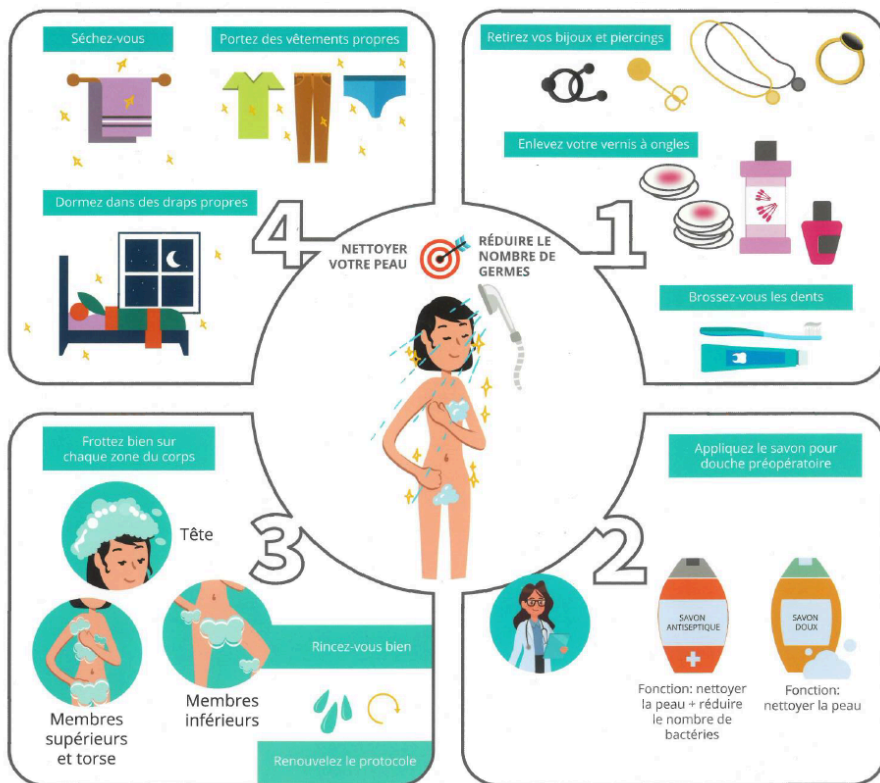 NETTOYER
VOTRE PEAU
RÉDUIRE LE
NOMBRE DE
GERMES
1
Retirez vos bijoux et piercings
Enlevez votre vernis à ongles
Brossez-vous les dents
2
Appliquez le savon pour
douche préopératoire
SAVON
ANTISEPTIQUE
Fonction: nettoyer
la peau + réduire
le nombre de
bactéries
SAVON
DOUX
Fonction:
nettoyer la peau
3
Frottez bien sur
chaque zone du corps
Tête
Membres
supérieurs
et torse
Membres
inférieurs
Rincez-vous bien
Renouvelez le protocole
4
Séchez-vous
Portez des vêtements propres
Dormez dans des draps propres